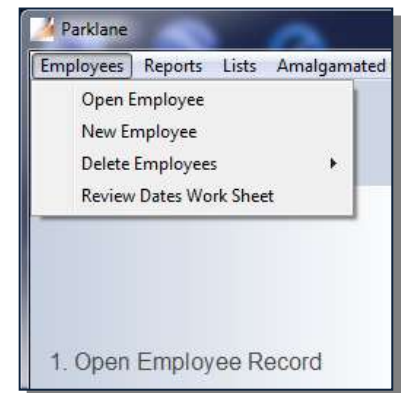 Parklane
Employees Reports Lists Amalgamated
Open Employee
New Employee
Delete Employees
Review Dates Work Sheet
1. Open Employee Record